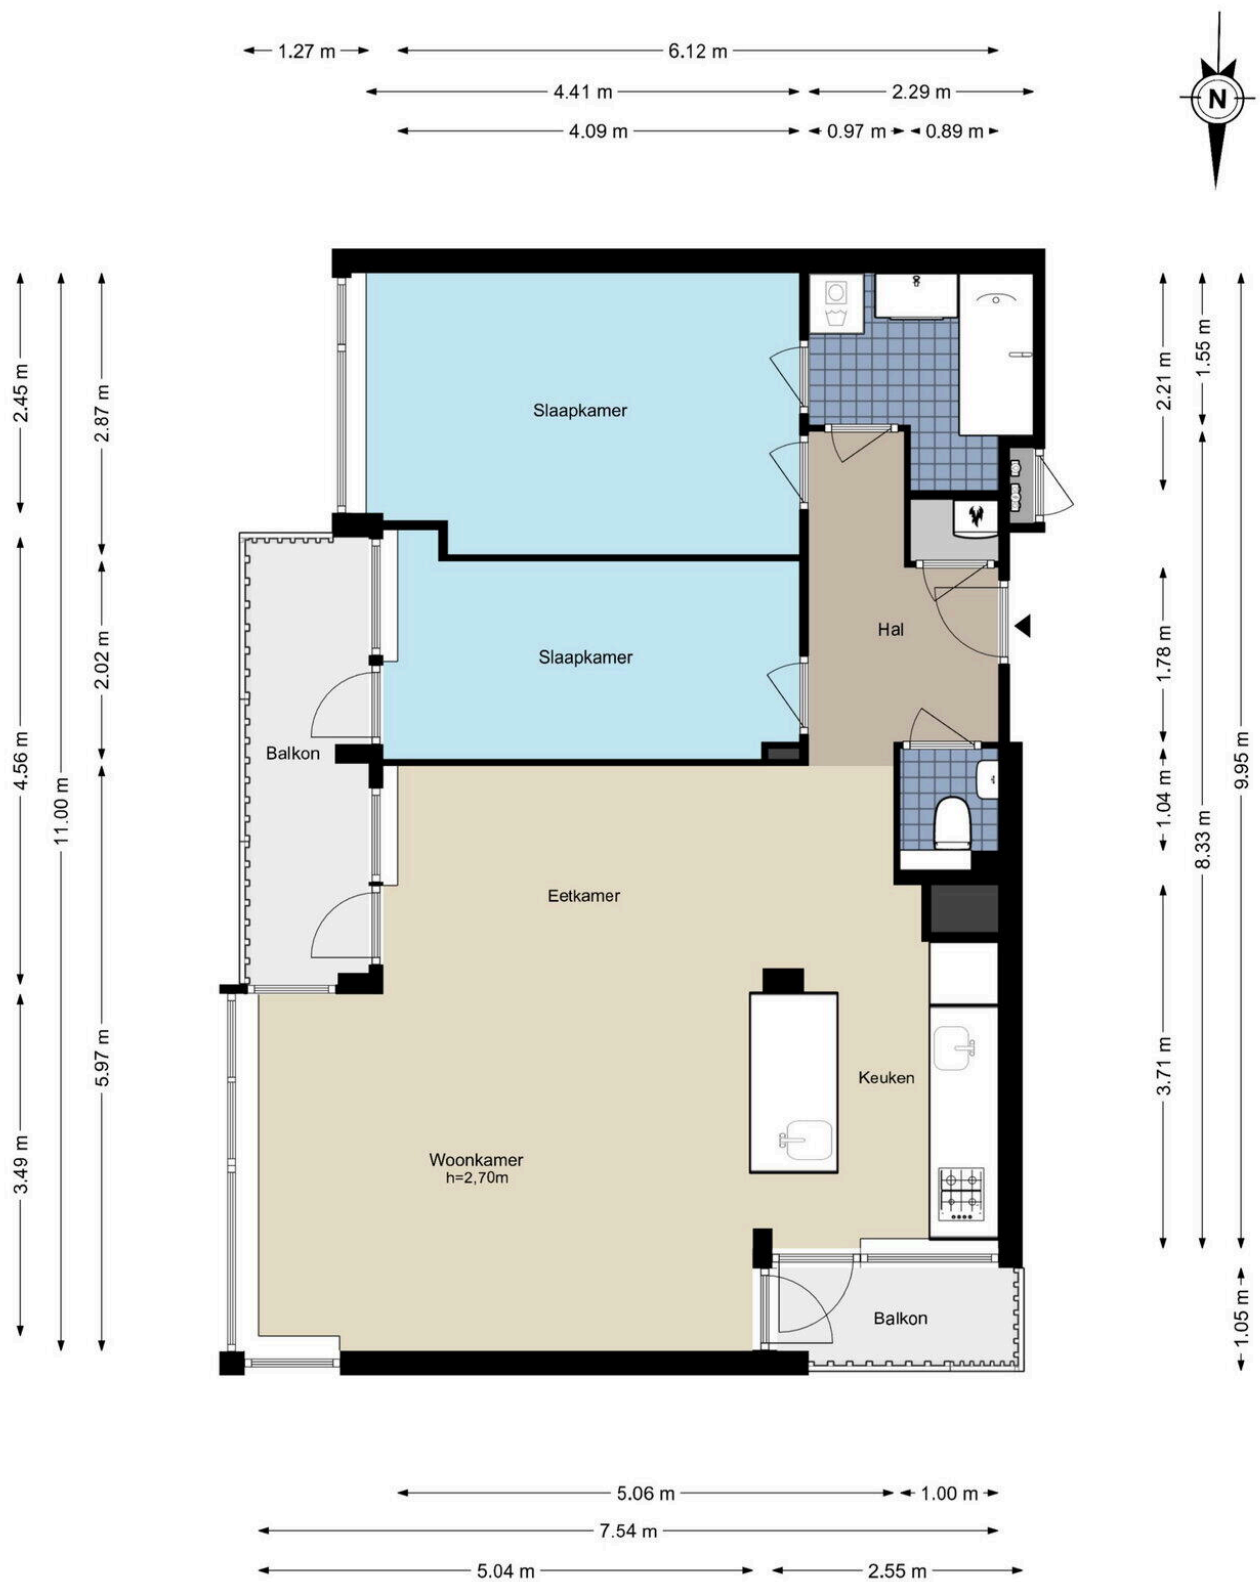 1.27 m
6.12 m
4.41 m
2.29 m
4.09 m
0.97 m
0.89 m
N
2.45 m
2.87 m
2.21 m
1.55 m
Slaapkamer
Slaapkamer
Hal
2.02 m
1.78 m
Balkon
4.56 m
11.00 m
1.04 m
8.33 m
9.95 m
Eetkamer
5.97 m
3.71 m
Keuken
3.49 m
Woonkamer
h=2,70m
Balkon
1.05 m
5.06 m
1.00 m
7.54 m
5.04 m
2.55 m